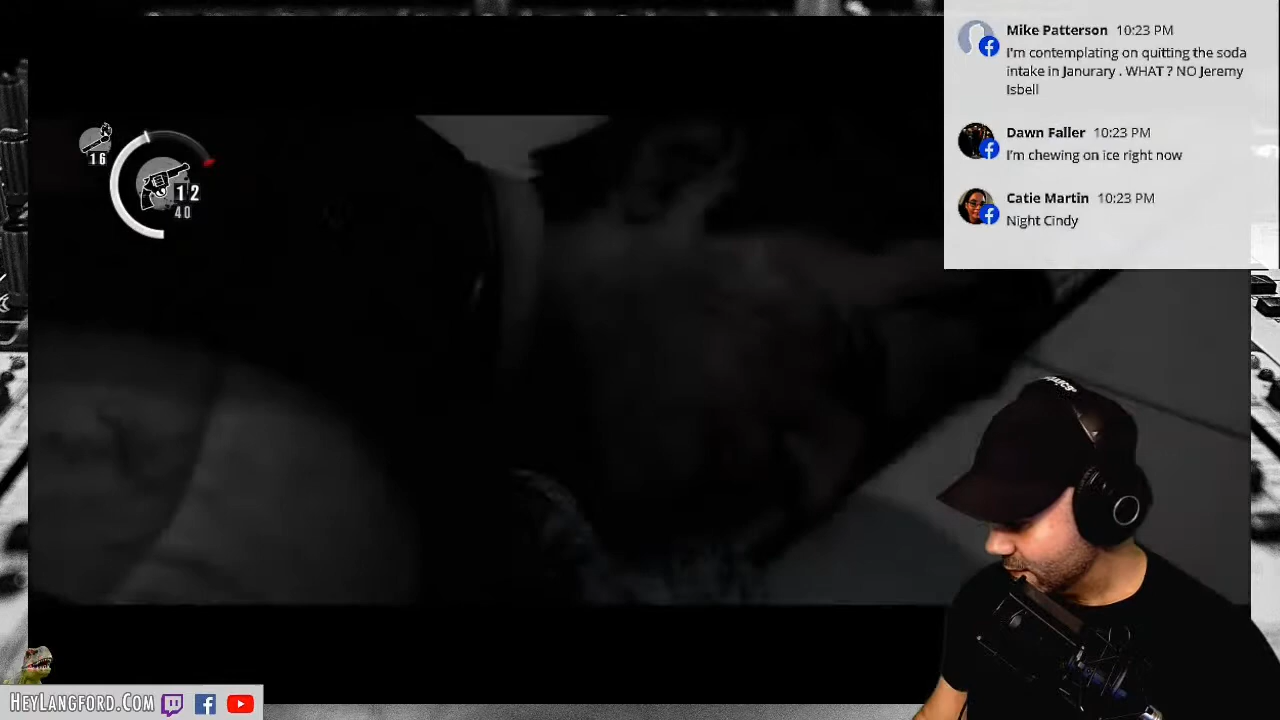 Mike Patterson 10:23 PM
I'm contemplating on quitting the soda
intake in Janurary . WHAT ? NO Jeremy
Isbell
Dawn Faller 10:23 PM
I'm chewing on ice right now
Catie Martin 10:23 PM
Night Cindy
16
12
40
HEYLANGFORD.COM